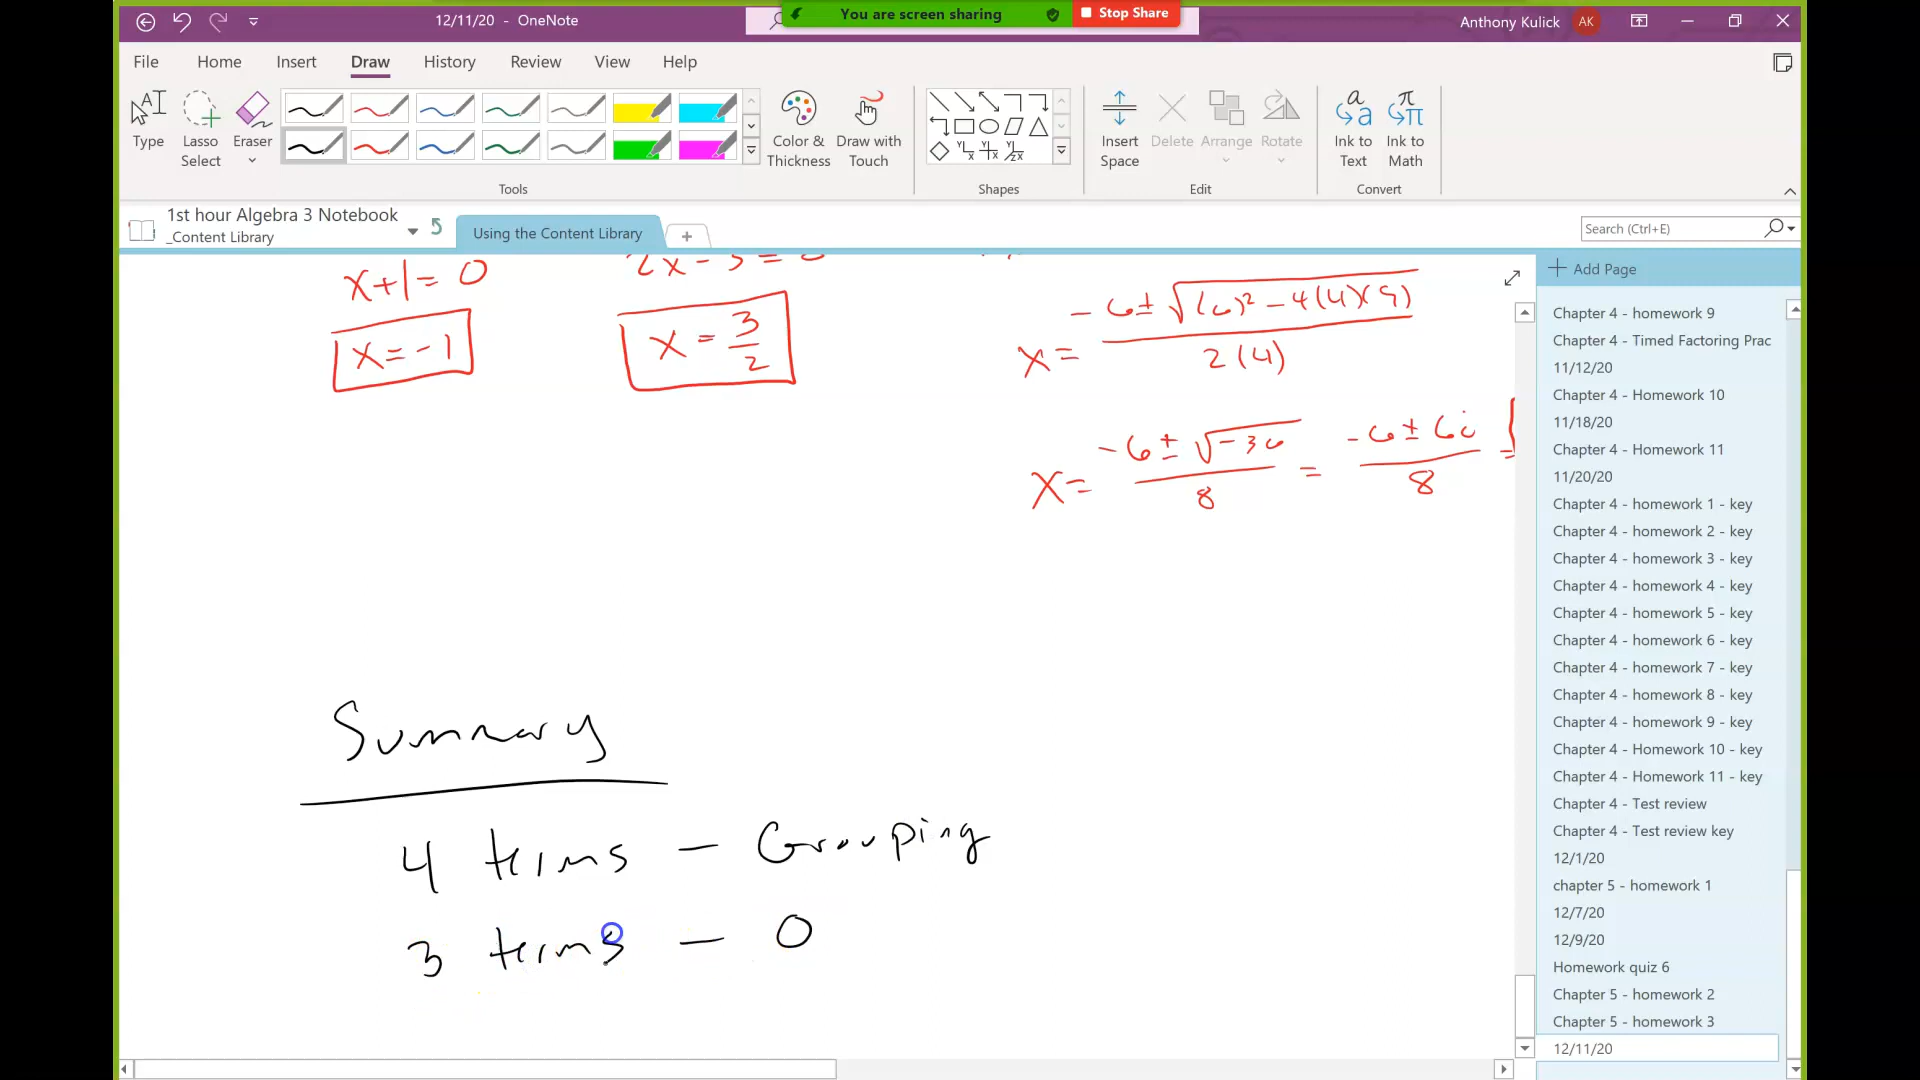 12/11/20 - OneNote
You are screen sharing
Stop Share
Anthony Kulick
AK
File Home Insert Draw History Review View Help
Type
Lasso Select
Eraser
Color & Thickness
Draw with Touch
Insert Space
Delete
Arrange
Rotate
Ink to Text
Ink to Math
Tools
Shapes
Edit
Convert
1st hour Algebra 3 Notebook
_Content Library
Using the Content Library
Search (Ctrl+E)
Add Page
Chapter 4 - homework 9
Chapter 4 - Timed Factoring Prac
11/12/20
Chapter 4 - Homework 10
11/18/20
Chapter 4 - Homework 11
11/20/20
Chapter 4 - homework 1 - key
Chapter 4 - homework 2 - key
Chapter 4 - homework 3 - key
Chapter 4 - homework 4 - key
Chapter 4 - homework 5 - key
Chapter 4 - homework 6 - key
Chapter 4 - homework 7 - key
Chapter 4 - homework 8 - key
Chapter 4 - homework 9 - key
Chapter 4 - Homework 10 - key
Chapter 4 - Homework 11 - key
Chapter 4 - Test review
Chapter 4 - Test review key
12/1/20
chapter 5 - homework 1
12/7/20
12/9/20
Homework quiz 6
Chapter 5 - homework 2
Chapter 5 - homework 3
12/11/20
x+1=0
x=-1
x = 3/2
x= -6±√(6)²-4(4)(9) / 2(4)
x= -6±√-36 / 8 = -6±6i / 8 =
Summary
4 terms - Grouping
3 terms - O